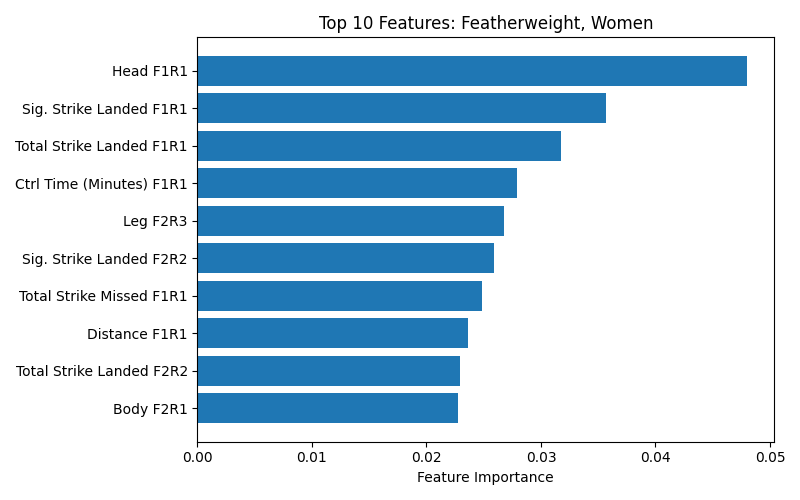 Top 10 Features: Featherweight, Women
Head F1R1
Sig. Strike Landed F1R1
Total Strike Landed F1R1
Ctrl Time (Minutes) F1R1
Leg F2R3
Sig. Strike Landed F2R2
Total Strike Missed F1R1
Distance F1R1
Total Strike Landed F2R2
Body F2R1
0.00 0.01 0.02 0.03 0.04 0.05
Feature Importance